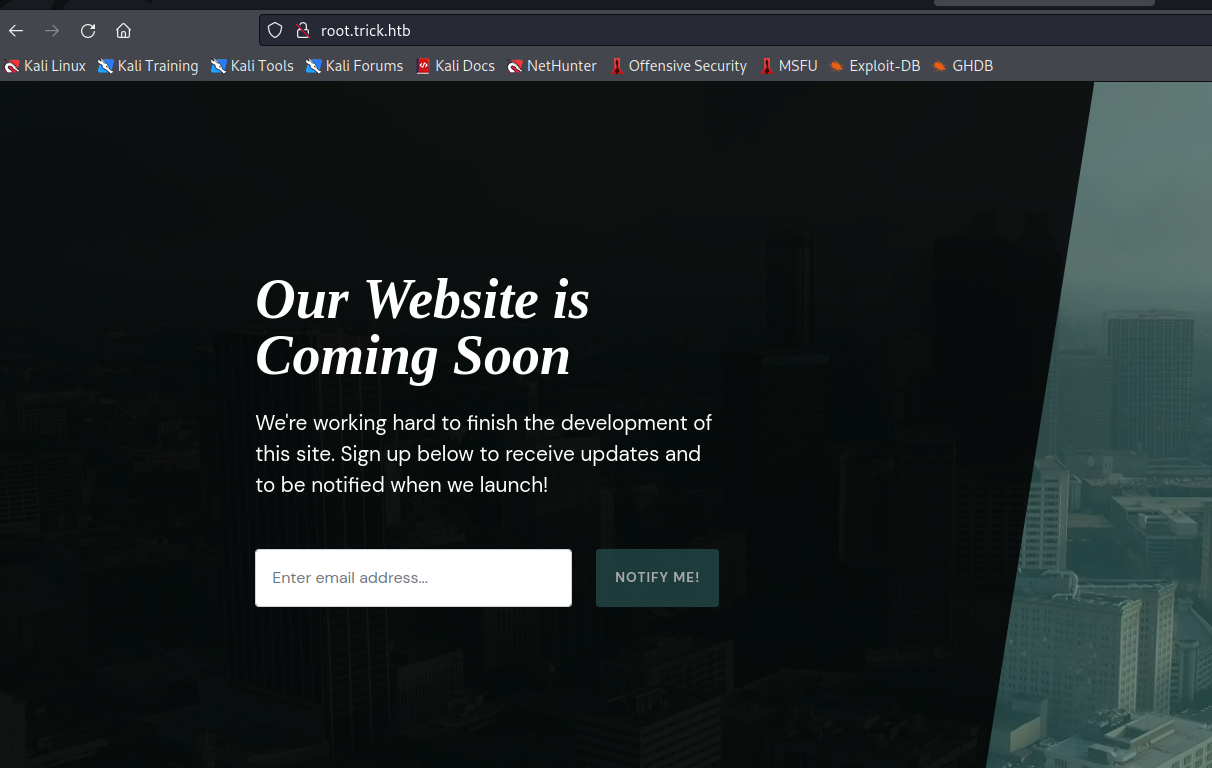 root.trick.htb
Kali Linux Kali Training Kali Tools Kali Forums Kali Docs NetHunter Offensive Security MSFU Exploit-DB GHDB
Our Website is
Coming Soon
We're working hard to finish the development of
this site. Sign up below to receive updates and
to be notified when we launch!
Enter email address... NOTIFY ME!